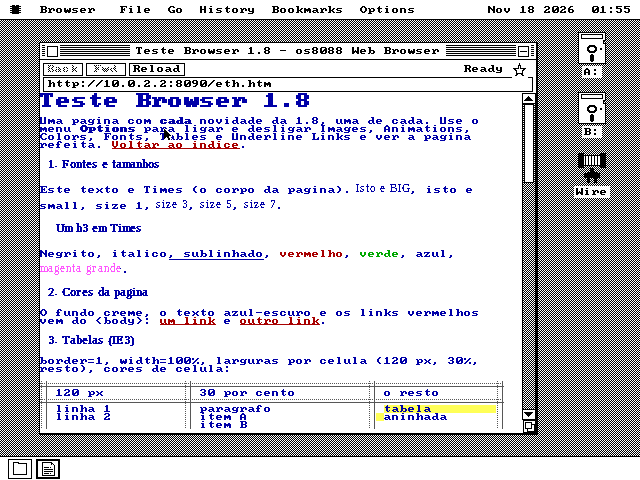 Browser File Go History Bookmarks Options Nov 18 2026 01:55
Teste Browser 1.8 - os8088 Web Browser
Back Fwd Reload Ready
http://10.0.2.2:8090/eth.htm
A:
B:
Wire
Teste Browser 1.8
Uma pagina com cada novidade da 1.8, uma de cada. Use o
menu Options para ligar e desligar Images, Animations,
Colors, Fonts, Tables e Underline Links e ver a pagina
refeita. Voltar ao indice.
1. Fontes e tamanhos
Este texto e Times (o corpo da pagina). Isto e BIG, isto e
small, size 1, size 3, size 5, size 7.
Um h3 em Times
Negrito, italico, sublinhado, vermelho, verde, azul,
magenta grande.
2. Cores da pagina
O fundo creme, o texto azul-escuro e os links vermelhos
vem do <body>: um link e outro link.
3. Tabelas (IE3)
border=1, width=100%, larguras por celula (120 px, 30%,
resto), cores de celula:
120 px 30 por cento o resto
linha 1 paragrafo tabela
linha 2 item A aninhada
item B